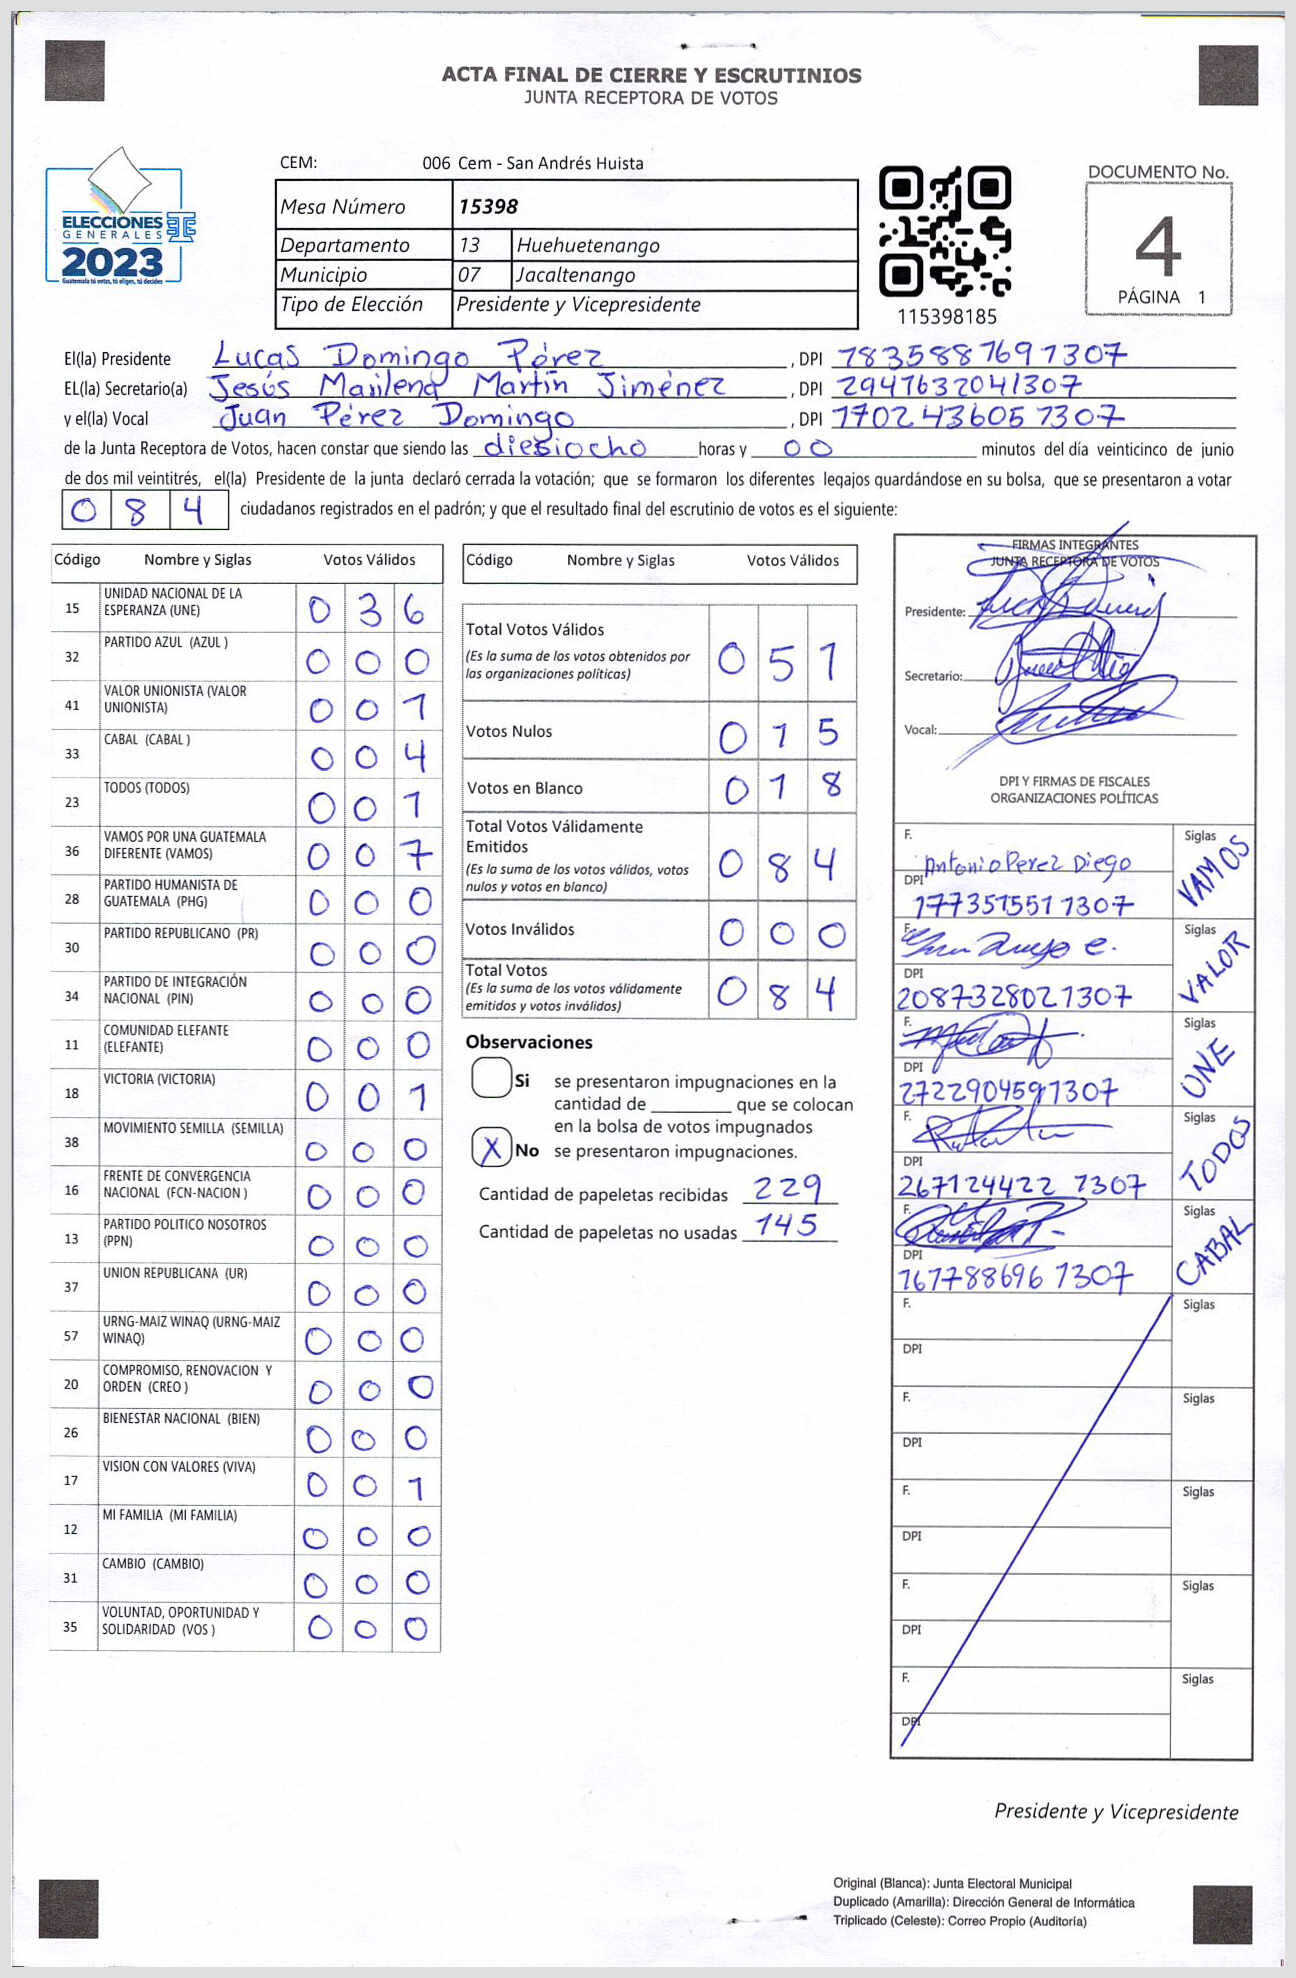 ACTA FINAL DE CIERRE Y ESCRUTINIOS
JUNTA RECEPTORA DE VOTOS
ELECCIONES
GENERALES
2023
Guatemala tú votas, tú eliges, tú decides
CEM: 006 Cem - San Andrés Huista
Mesa Número 15398
Departamento 13 Huehuetenango
Municipio 07 Jacaltenango
Tipo de Elección Presidente y Vicepresidente
115398185
DOCUMENTO No.
4
PÁGINA 1
El(la) Presidente Lucas Domingo Pérez , DPI 7835887697307
EL(la) Secretario(a) Jesús Marilena Martín Jiménez , DPI 2947632041307
y el(la) Vocal Juan Pérez Domingo , DPI 1702436057307
de la Junta Receptora de Votos, hacen constar que siendo las diesiocho horas y 00 minutos del día veinticinco de junio
de dos mil veintitrés, el(la) Presidente de la junta declaró cerrada la votación; que se formaron los diferentes legajos guardándose en su bolsa, que se presentaron a votar
084 ciudadanos registrados en el padrón; y que el resultado final del escrutinio de votos es el siguiente:
Código Nombre y Siglas Votos Válidos
15 UNIDAD NACIONAL DE LA ESPERANZA (UNE) 0 3 6
32 PARTIDO AZUL (AZUL ) 0 0 0
41 VALOR UNIONISTA (VALOR UNIONISTA) 0 0 1
33 CABAL (CABAL ) 0 0 4
23 TODOS (TODOS) 0 0 1
36 VAMOS POR UNA GUATEMALA DIFERENTE (VAMOS) 0 0 7
28 PARTIDO HUMANISTA DE GUATEMALA (PHG) 0 0 0
30 PARTIDO REPUBLICANO (PR) 0 0 0
34 PARTIDO DE INTEGRACIÓN NACIONAL (PIN) 0 0 0
11 COMUNIDAD ELEFANTE (ELEFANTE) 0 0 0
18 VICTORIA (VICTORIA) 0 0 1
38 MOVIMIENTO SEMILLA (SEMILLA) 0 0 0
16 FRENTE DE CONVERGENCIA NACIONAL (FCN-NACION ) 0 0 0
13 PARTIDO POLITICO NOSOTROS (PPN) 0 0 0
37 UNION REPUBLICANA (UR) 0 0 0
57 URNG-MAIZ WINAQ (URNG-MAIZ WINAQ) 0 0 0
20 COMPROMISO, RENOVACION Y ORDEN (CREO ) 0 0 0
26 BIENESTAR NACIONAL (BIEN) 0 0 0
17 VISION CON VALORES (VIVA) 0 0 1
12 MI FAMILIA (MI FAMILIA) 0 0 0
31 CAMBIO (CAMBIO) 0 0 0
35 VOLUNTAD, OPORTUNIDAD Y SOLIDARIDAD (VOS ) 0 0 0
Código Nombre y Siglas Votos Válidos
Total Votos Válidos 0 5 1
(Es la suma de los votos obtenidos por
las organizaciones políticas)
Votos Nulos 0 1 5
Votos en Blanco 0 1 8
Total Votos Válidamente
Emitidos 0 8 4
(Es la suma de los votos válidos, votos
nulos y votos en blanco)
Votos Inválidos 0 0 0
Total Votos 0 8 4
(Es la suma de los votos válidamente
emitidos y votos inválidos)
Observaciones
Si se presentaron impugnaciones en la
cantidad de ________ que se colocan
en la bolsa de votos impugnados
X No se presentaron impugnaciones.
Cantidad de papeletas recibidas 229
Cantidad de papeletas no usadas 145
FIRMAS INTEGRANTES
JUNTA RECEPTORA DE VOTOS
Presidente:
Secretario:
Vocal:
DPI Y FIRMAS DE FISCALES
ORGANIZACIONES POLÍTICAS
F. Antonio Perez Diego Siglas VAMOS
DPI 1773515511307
F. Siglas VALOR
DPI 2087328021307
F. Siglas UNE
DPI 2722904591307
F. Siglas TODOS
DPI 267124422 1307
F. Siglas CABAL
DPI 1677886961307
F. Siglas
DPI
F. Siglas
DPI
F. Siglas
DPI
F. Siglas
DPI
F. Siglas
DPI
Presidente y Vicepresidente
Original (Blanca): Junta Electoral Municipal
Duplicado (Amarilla): Dirección General de Informática
Triplicado (Celeste): Correo Propio (Auditoría)